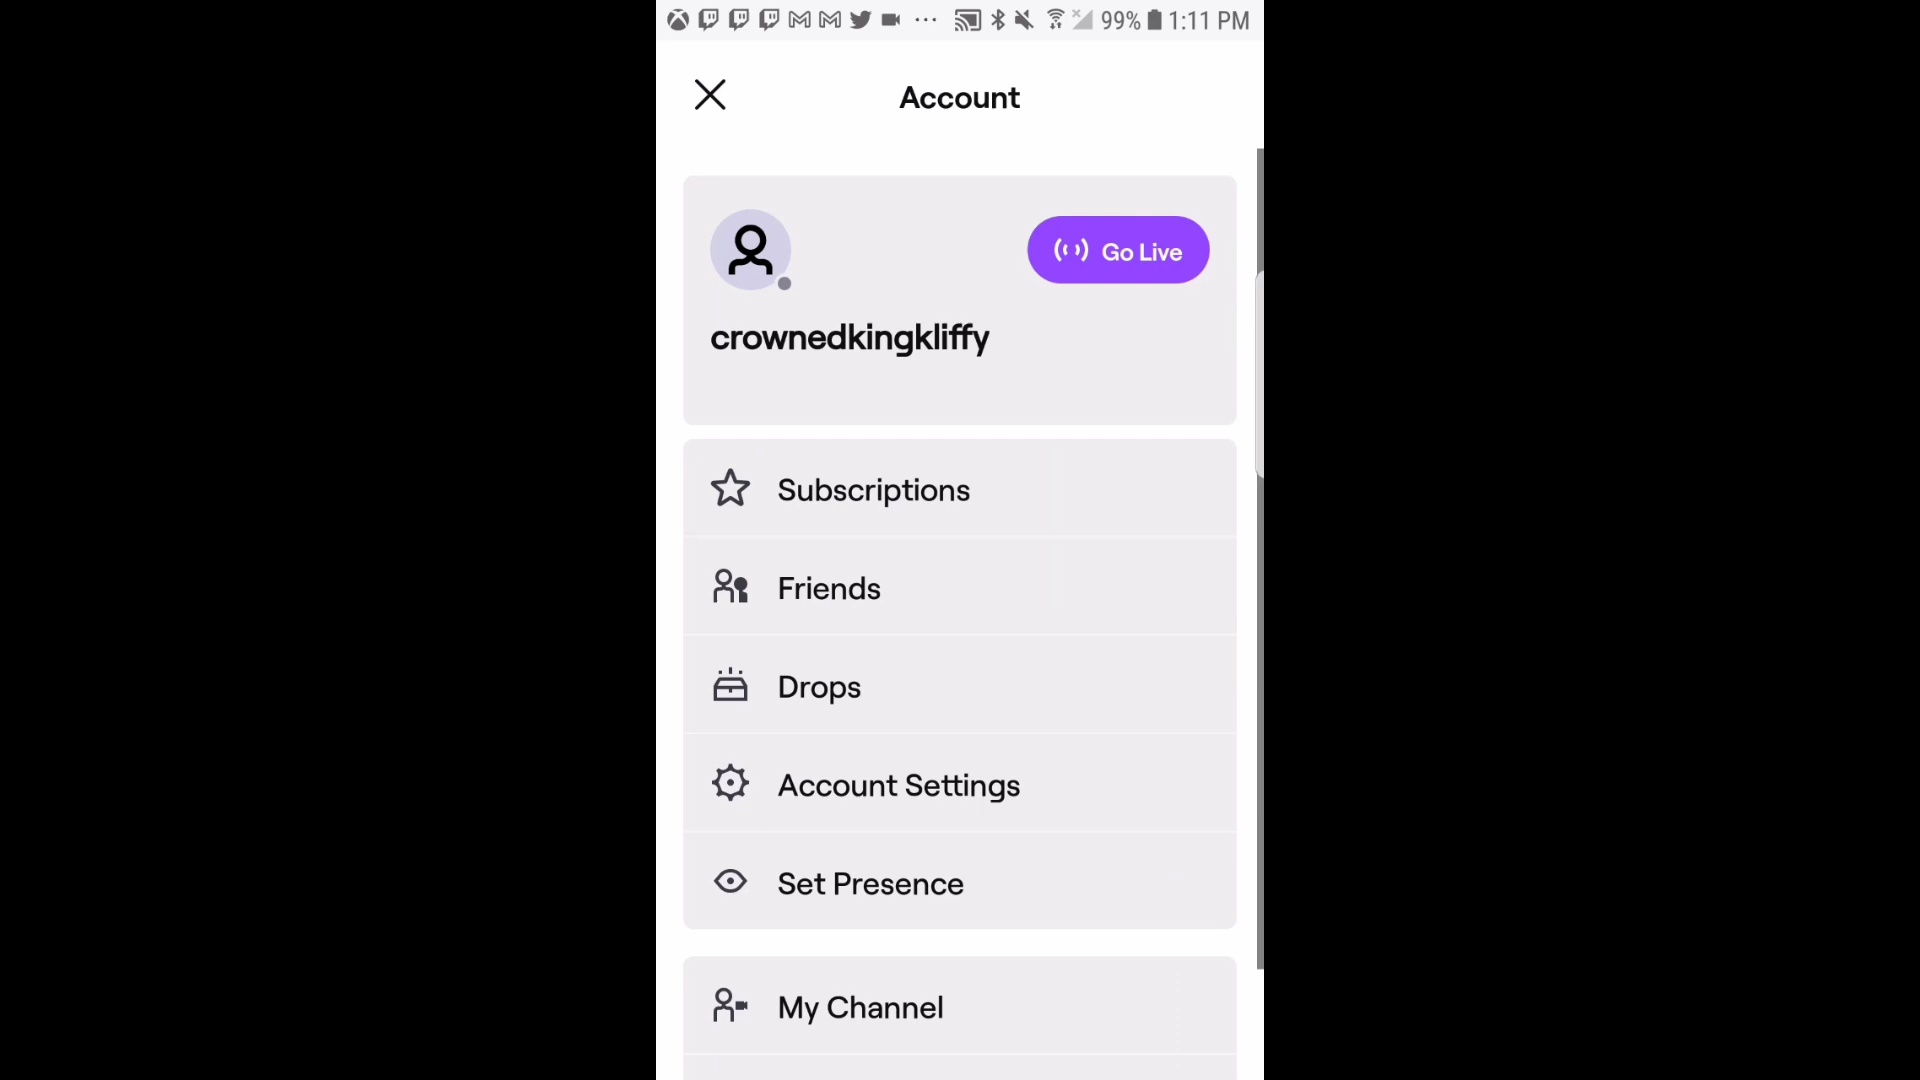 99% 1:11 PM
Account
Go Live
crownedkingkliffy
Subscriptions
Friends
Drops
Account Settings
Set Presence
My Channel